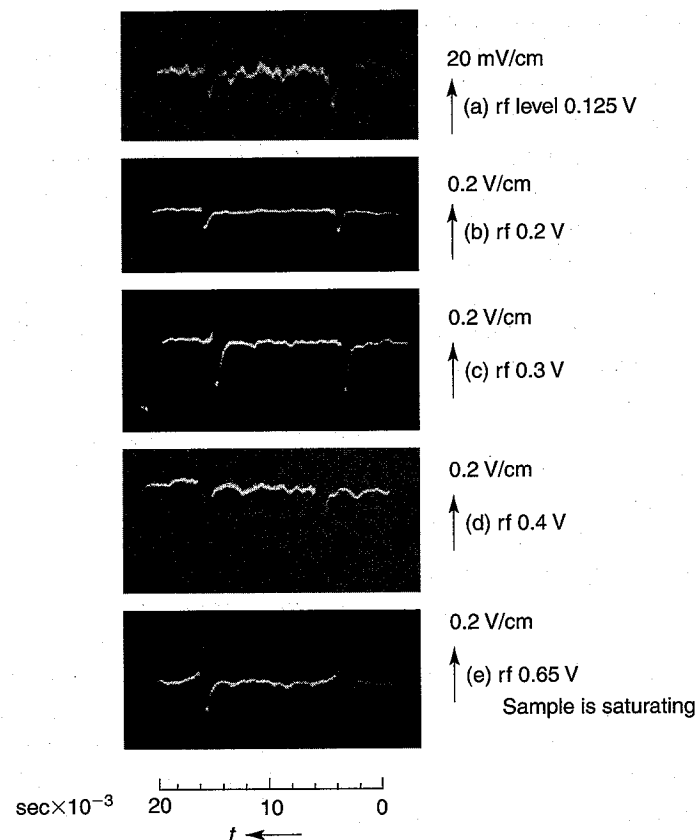 20 mV/cm
(a) rf level 0.125 V
0.2 V/cm
(b) rf 0.2 V
0.2 V/cm
(c) rf 0.3 V
0.2 V/cm
(d) rf 0.4 V
0.2 V/cm
(e) rf 0.65 V
Sample is saturating
sec×10⁻³ 20 10 0
t